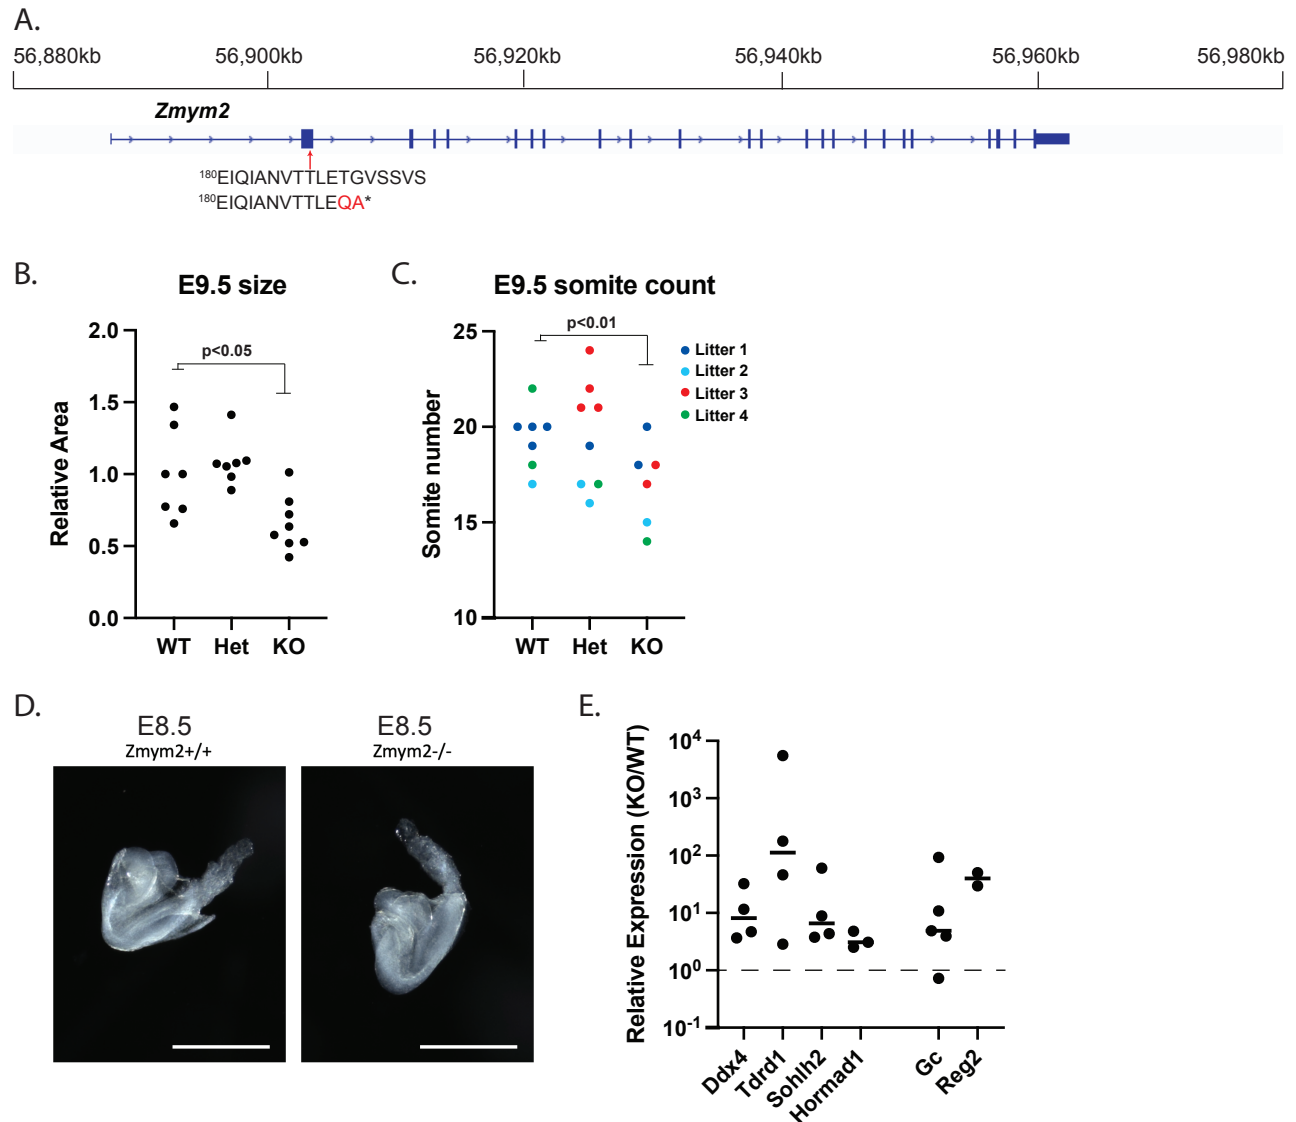 A.
56,880kb 56,900kb 56,920kb 56,940kb 56,960kb 56,980kb
Zmym2
¹⁸⁰EIQIANVTTLETGVSSVS
¹⁸⁰EIQIANVTTLEQA*
B.
E9.5 size
2.0
1.5
1.0
0.5
0.0
Relative Area
p<0.05
WT Het KO
C.
E9.5 somite count
25
20
15
10
Somite number
p<0.01
Litter 1
Litter 2
Litter 3
Litter 4
WT Het KO
D.
E8.5
Zmym2+/+
E8.5
Zmym2-/-
E.
Relative Expression (KO/WT)
10⁴
10³
10²
10¹
10⁰
10⁻¹
Ddx4
Tdrd1
Sohlh2
Hormad1
Gc
Reg2